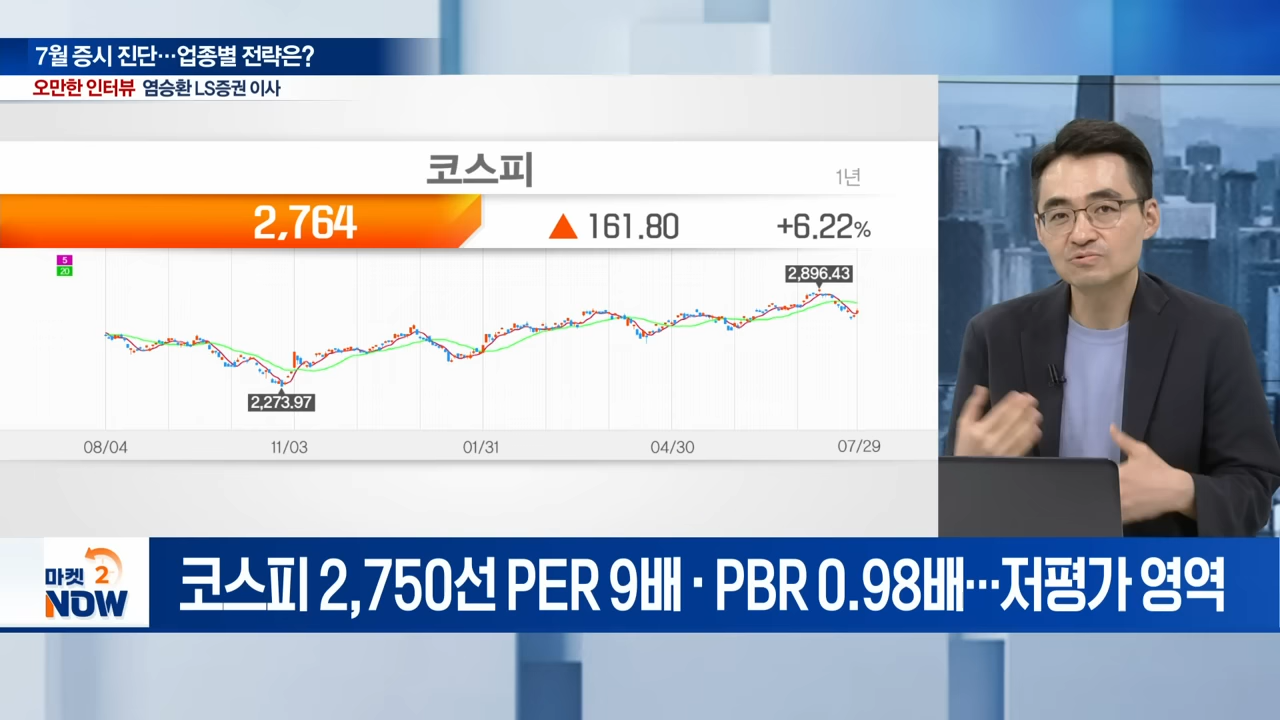 7월 증시 진단…업종별 전략은?
오만한 인터뷰 염승환 LS증권 이사
코스피
1년
2,764 ▲ 161.80 +6.22%
5
20
2,896.43
2,273.97
08/04 11/03 01/31 04/30 07/29
마켓 2
NOW
코스피 2,750선 PER 9배·PBR 0.98배…저평가 영역